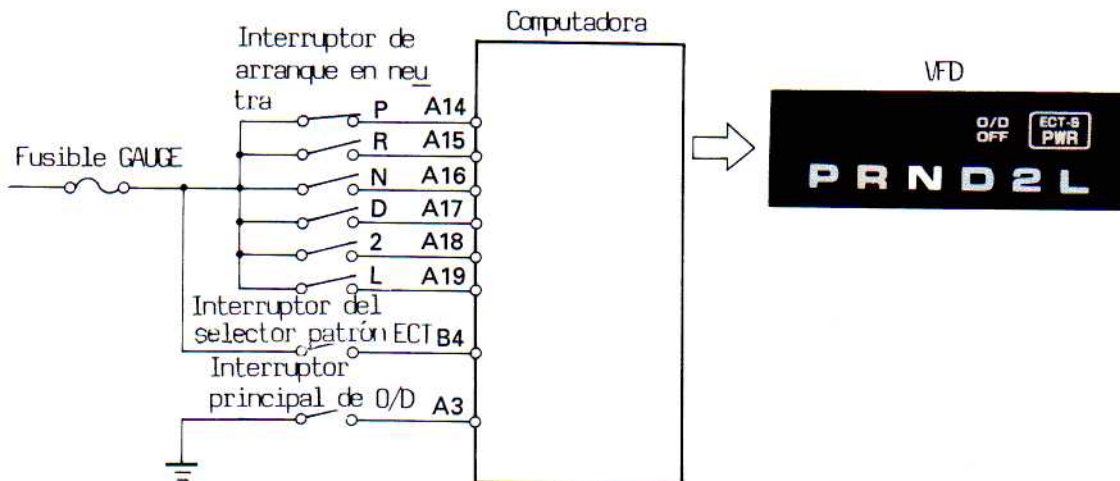 Computadora
Interruptor de
arranque en neu
tra
P A14
R A15
N A16
D A17
2 A18
L A19
Fusible GAUGE
Interruptor del
selector patrón ECT B4
Interruptor
principal de O/D A3
VFD
O/D
OFF
ECT-S
PWR
P R N D 2 L